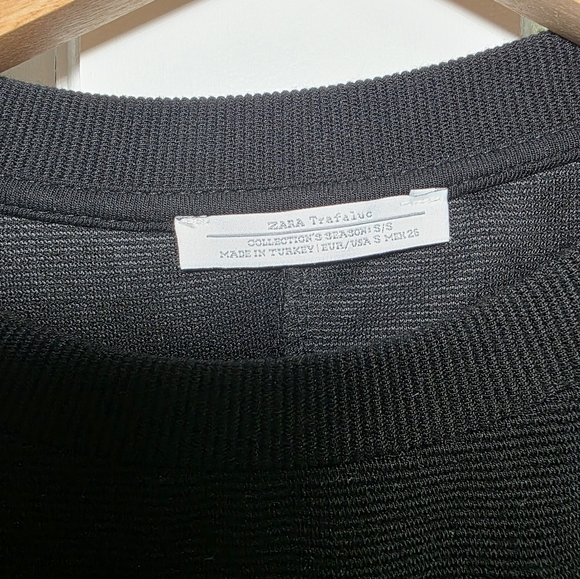 ZARA Trafaluc
COLLECTION'S SEASON: S/S
MADE IN TURKEY | EUR/USA S MEX 26